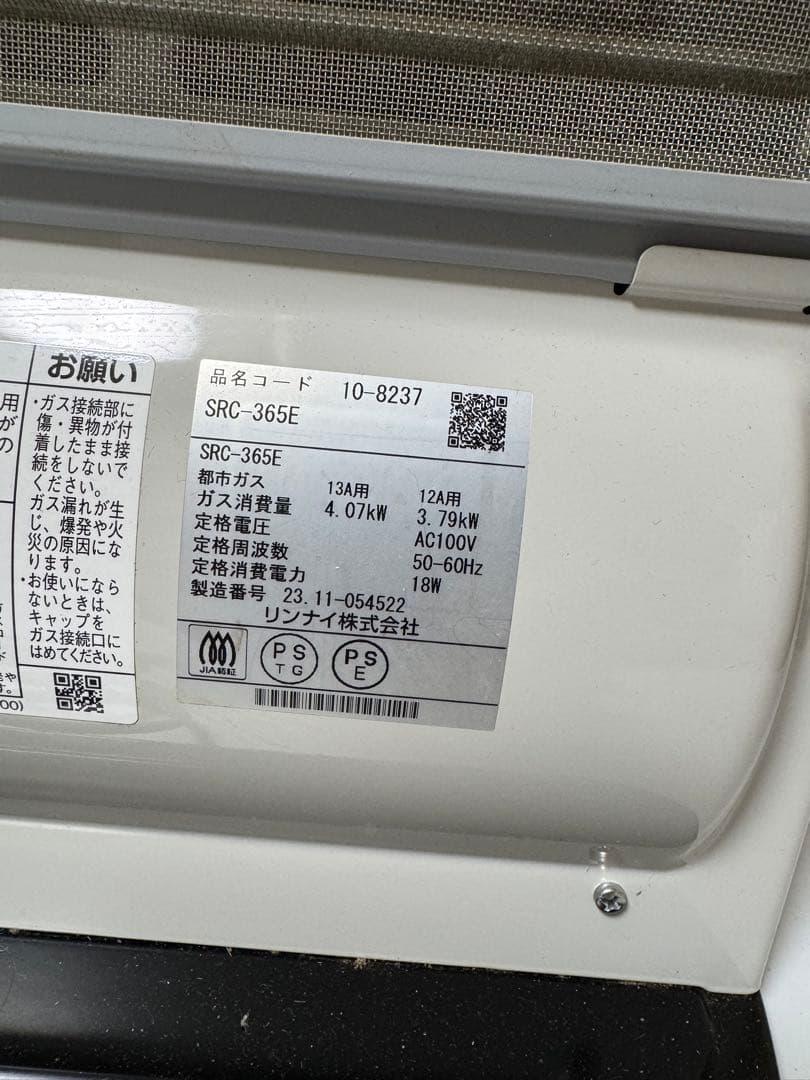 お願い
・ガス接続部に
傷・異物が付
着したまま接
続をしないで
ください。
ガス漏れが生
じ、爆発や火
災の原因にな
ります。
・お使いになら
ないときは、
キャップを
ガス接続口に
はめてください。
用
が
の
00)
品名コード 10-8237
SRC-365E
SRC-365E
都市ガス 13A用 12A用
ガス消費量 4.07kW 3.79kW
定格電圧 AC100V
定格周波数 50-60Hz
定格消費電力 18W
製造番号 23.11-054522
リンナイ株式会社
JIA認証
PS
TG
PS
E